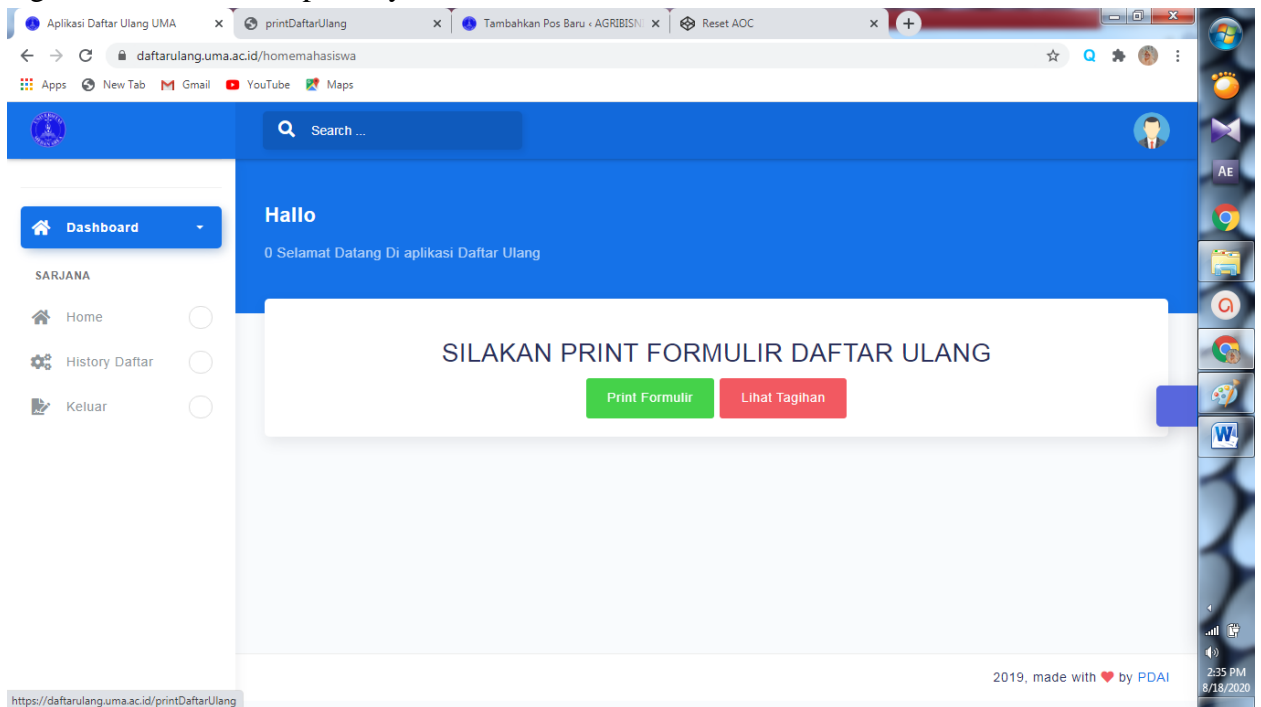 Aplikasi Daftar Ulang UMA
printDaftarUlang
Tambahkan Pos Baru ‹ AGRIBISNI
Reset AOC
daftarulang.uma.ac.id/homemahasiswa
Q
Apps
New Tab
Gmail
YouTube
Maps
Search ...
AE
Hallo
Dashboard
0 Selamat Datang Di aplikasi Daftar Ulang
SARJANA
Home
History Daftar
Keluar
SILAKAN PRINT FORMULIR DAFTAR ULANG
Print Formulir
Lihat Tagihan
W
2019, made with ❤ by PDAI
2:35 PM
8/18/2020
https://daftarulang.uma.ac.id/printDaftarUlang